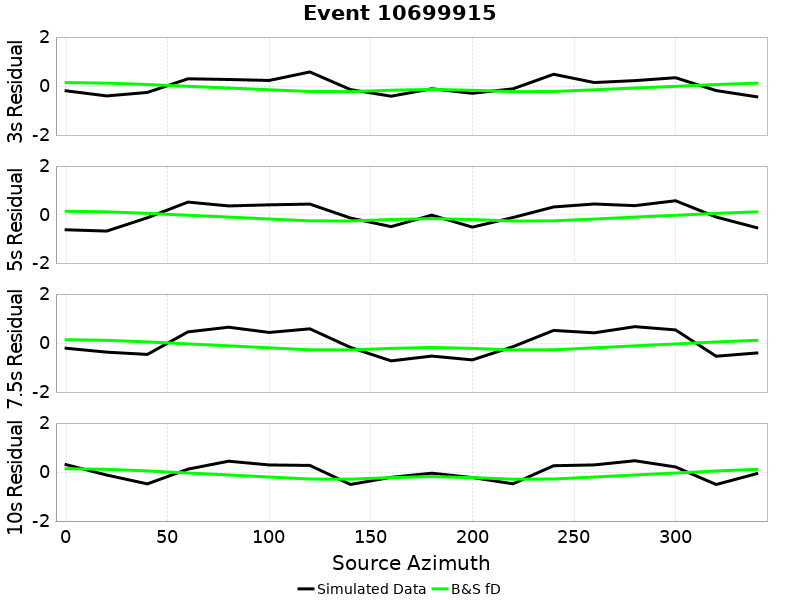 Event 10699915
3s Residual
2
0
-2
5s Residual
2
0
-2
7.5s Residual
2
0
-2
10s Residual
2
0
-2
0 50 100 150 200 250 300
Source Azimuth
Simulated Data B&S fD